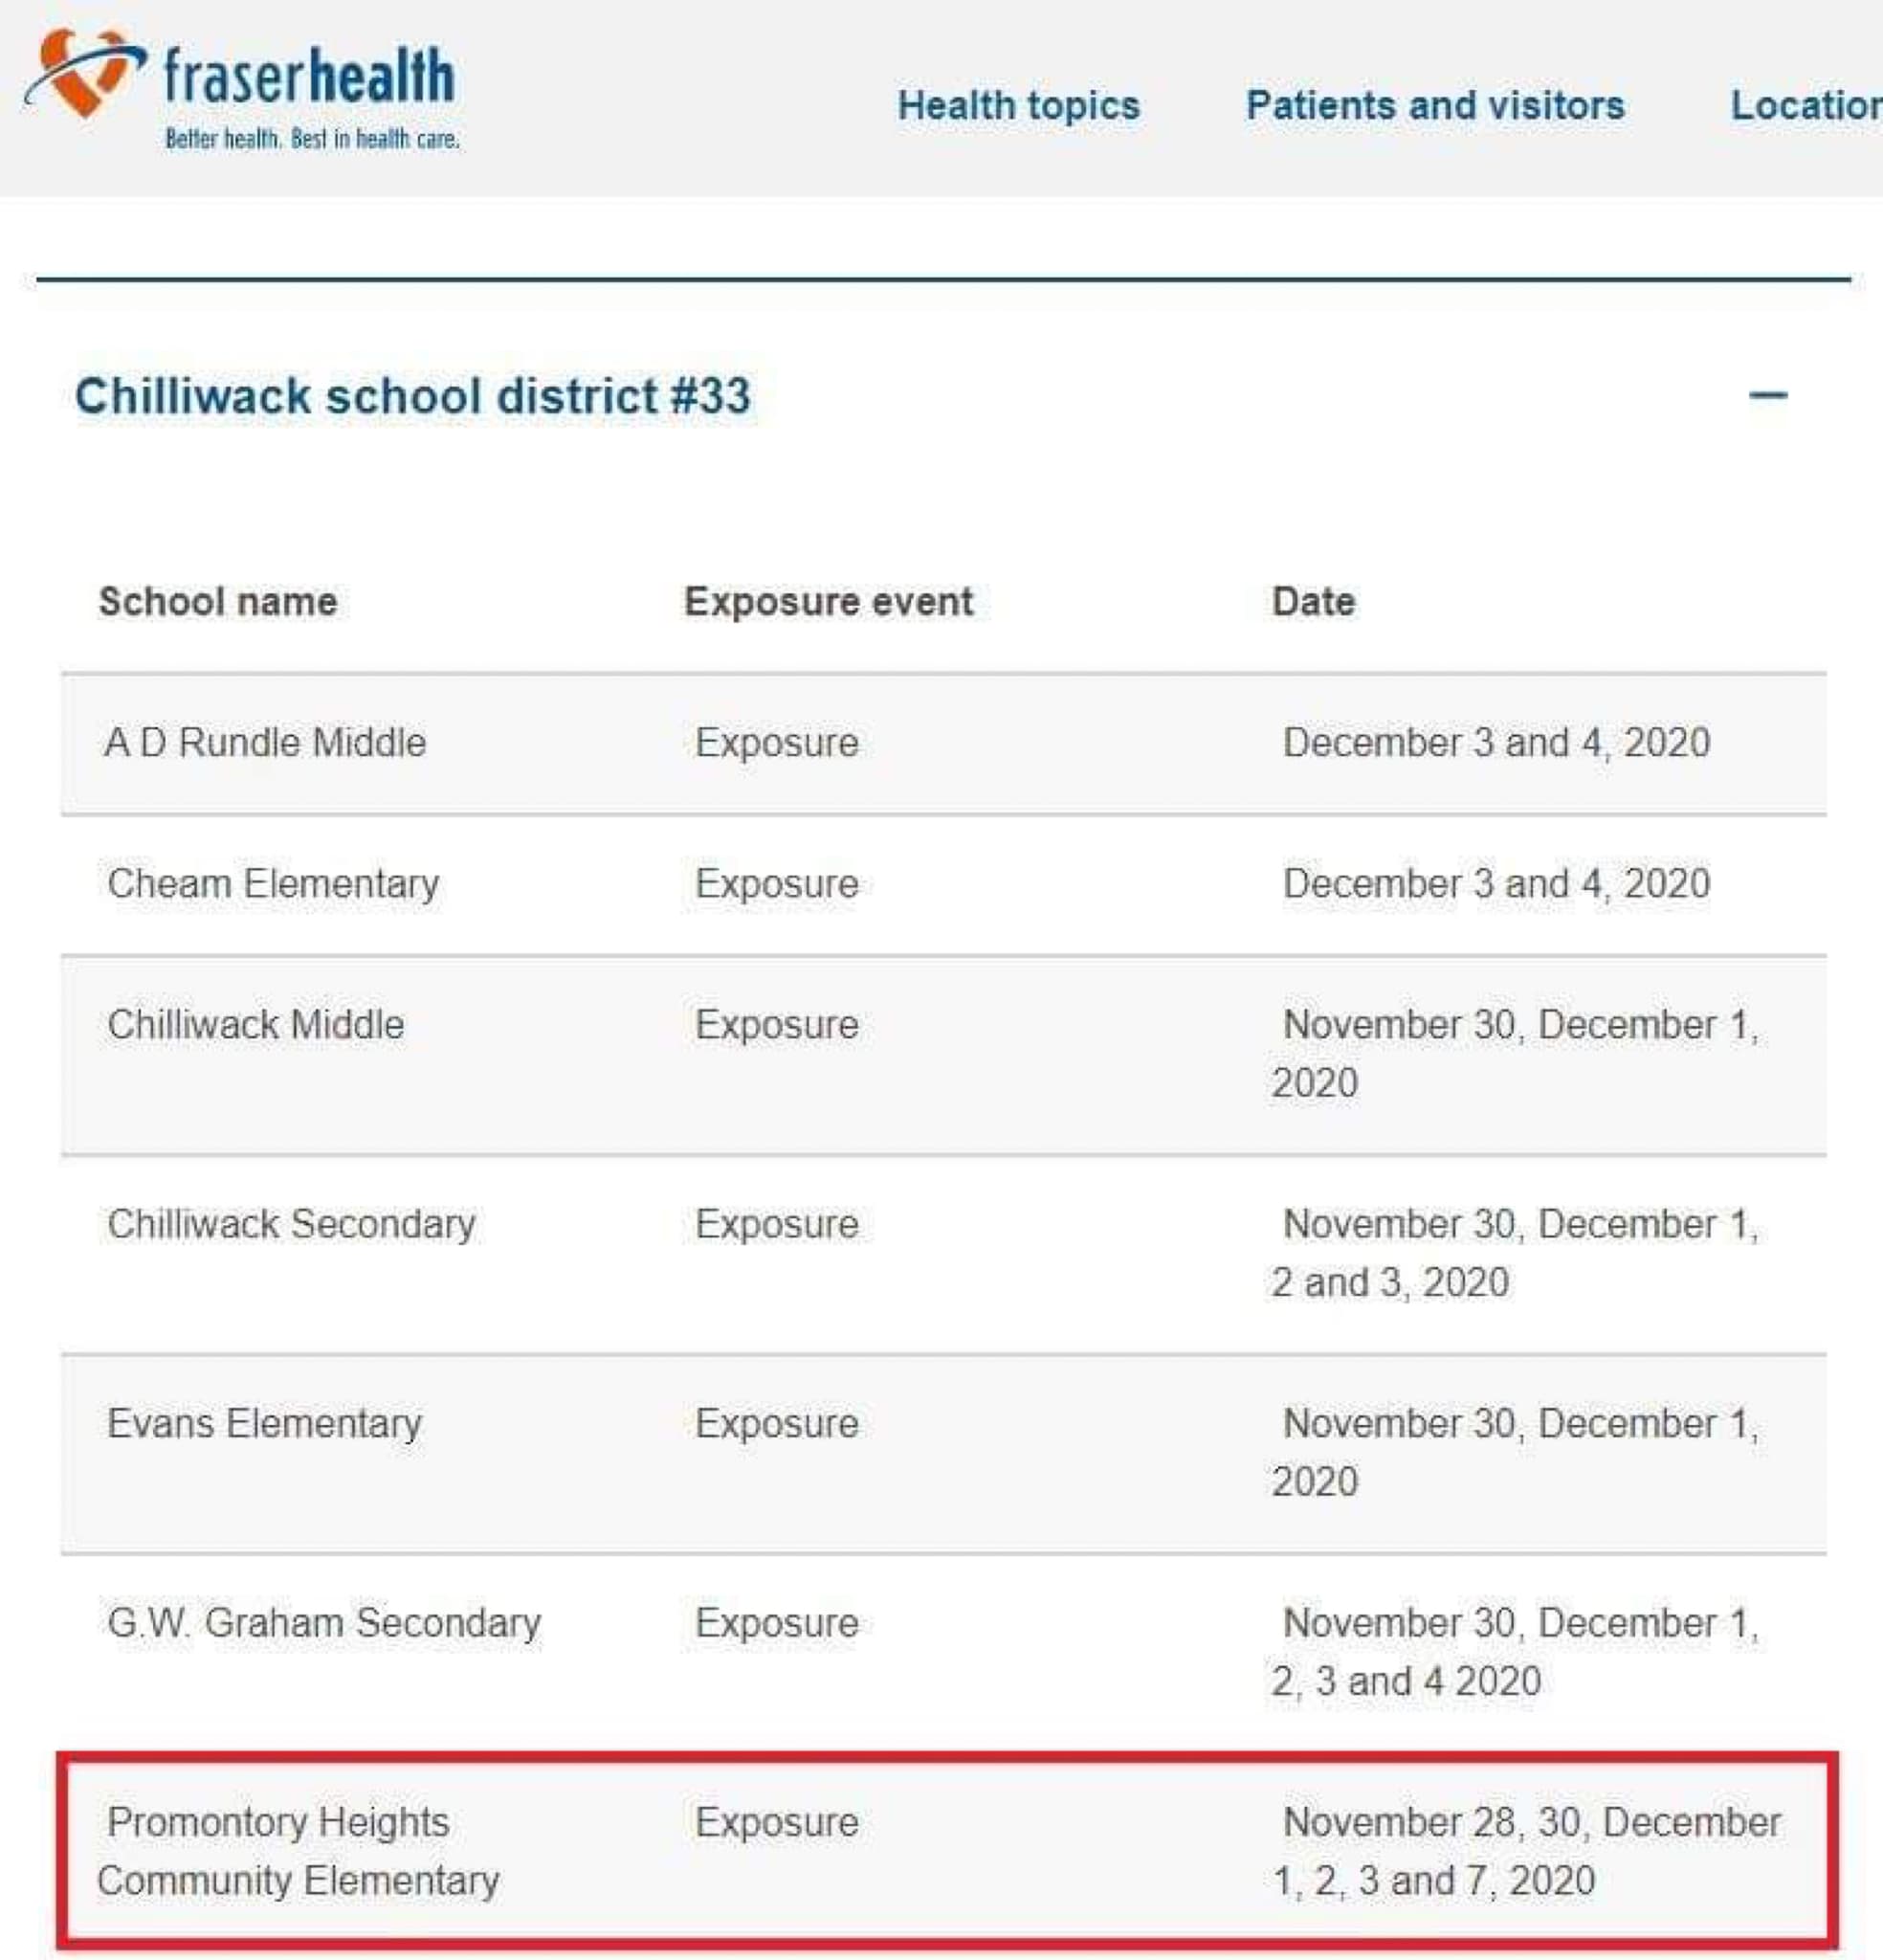 fraserhealth
Better health. Best in health care.
Health topics Patients and visitors Location
Chilliwack school district #33
School name Exposure event Date
A D Rundle Middle Exposure December 3 and 4, 2020
Cheam Elementary Exposure December 3 and 4, 2020
Chilliwack Middle Exposure November 30, December 1,
2020
Chilliwack Secondary Exposure November 30, December 1,
2 and 3, 2020
Evans Elementary Exposure November 30, December 1,
2020
G.W. Graham Secondary Exposure November 30, December 1,
2, 3 and 4 2020
Promontory Heights Exposure November 28, 30, December
Community Elementary 1, 2, 3 and 7, 2020